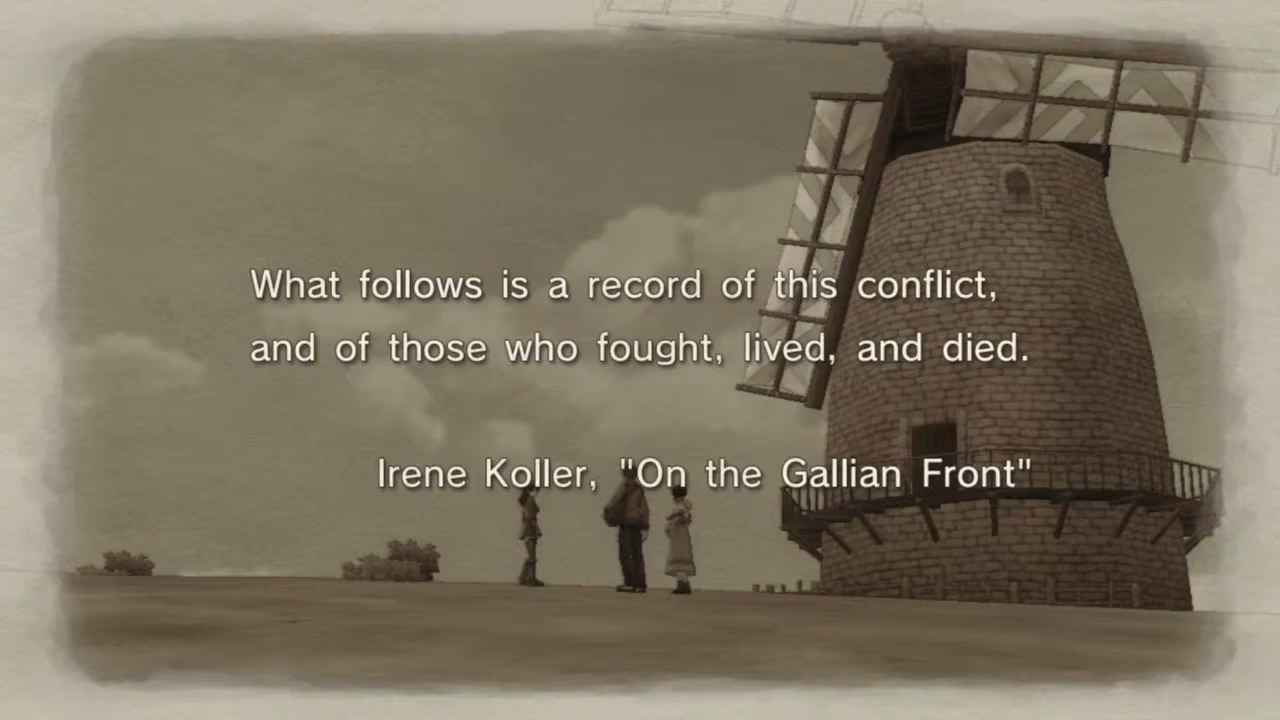 What follows is a record of this conflict,
and of those who fought, lived, and died.
Irene Koller, "On the Gallian Front"